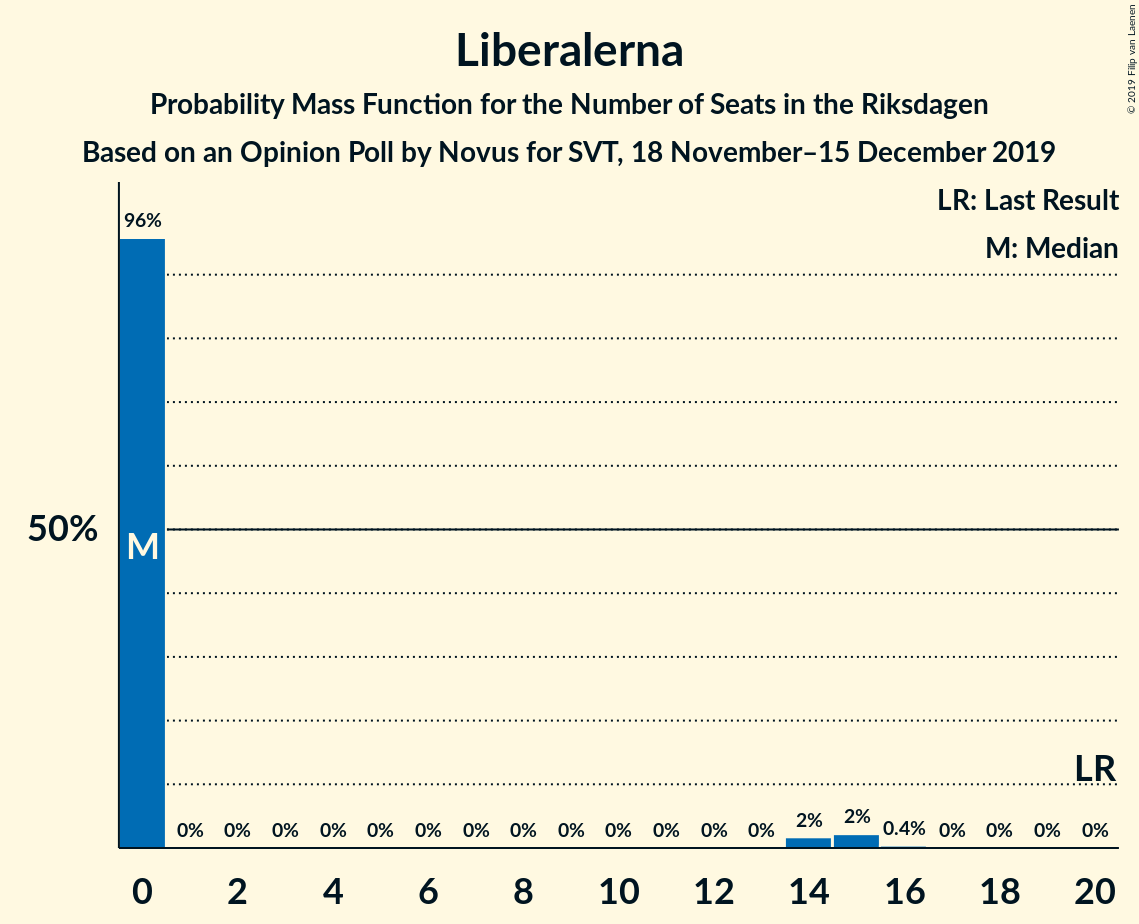 Liberalerna
Probability Mass Function for the Number of Seats in the Riksdagen
Based on an Opinion Poll by Novus for SVT, 18 November–15 December 2019
© 2019 Filip van Laenen
LR: Last Result
M: Median
96%
50%
M
LR
0% 0% 0% 0% 0% 0% 0% 0% 0% 0% 0% 0% 0% 2% 2% 0.4% 0% 0% 0% 0%
0 2 4 6 8 10 12 14 16 18 20